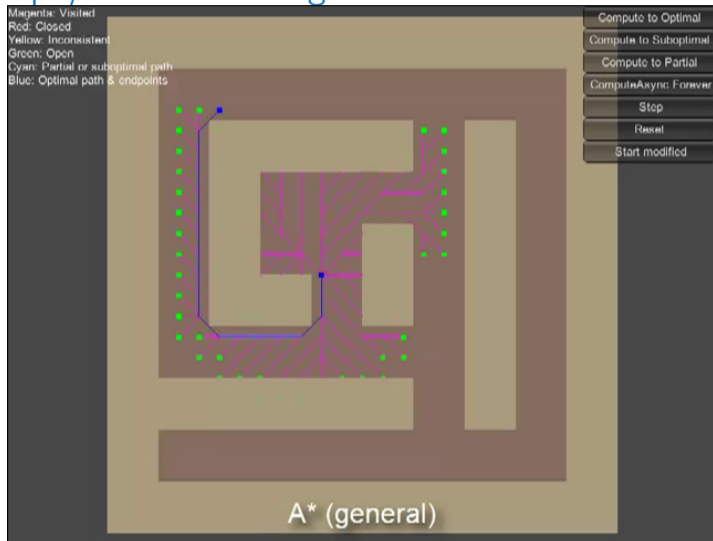 Magenta: Visited
Red: Closed
Yellow: Inconsistent
Green: Open
Cyan: Partial or suboptimal path
Blue: Optimal path & endpoints
Compute to Optimal
Compute to Suboptimal
Compute to Partial
ComputeAsync Forever
Stop
Reset
Start modified
A* (general)